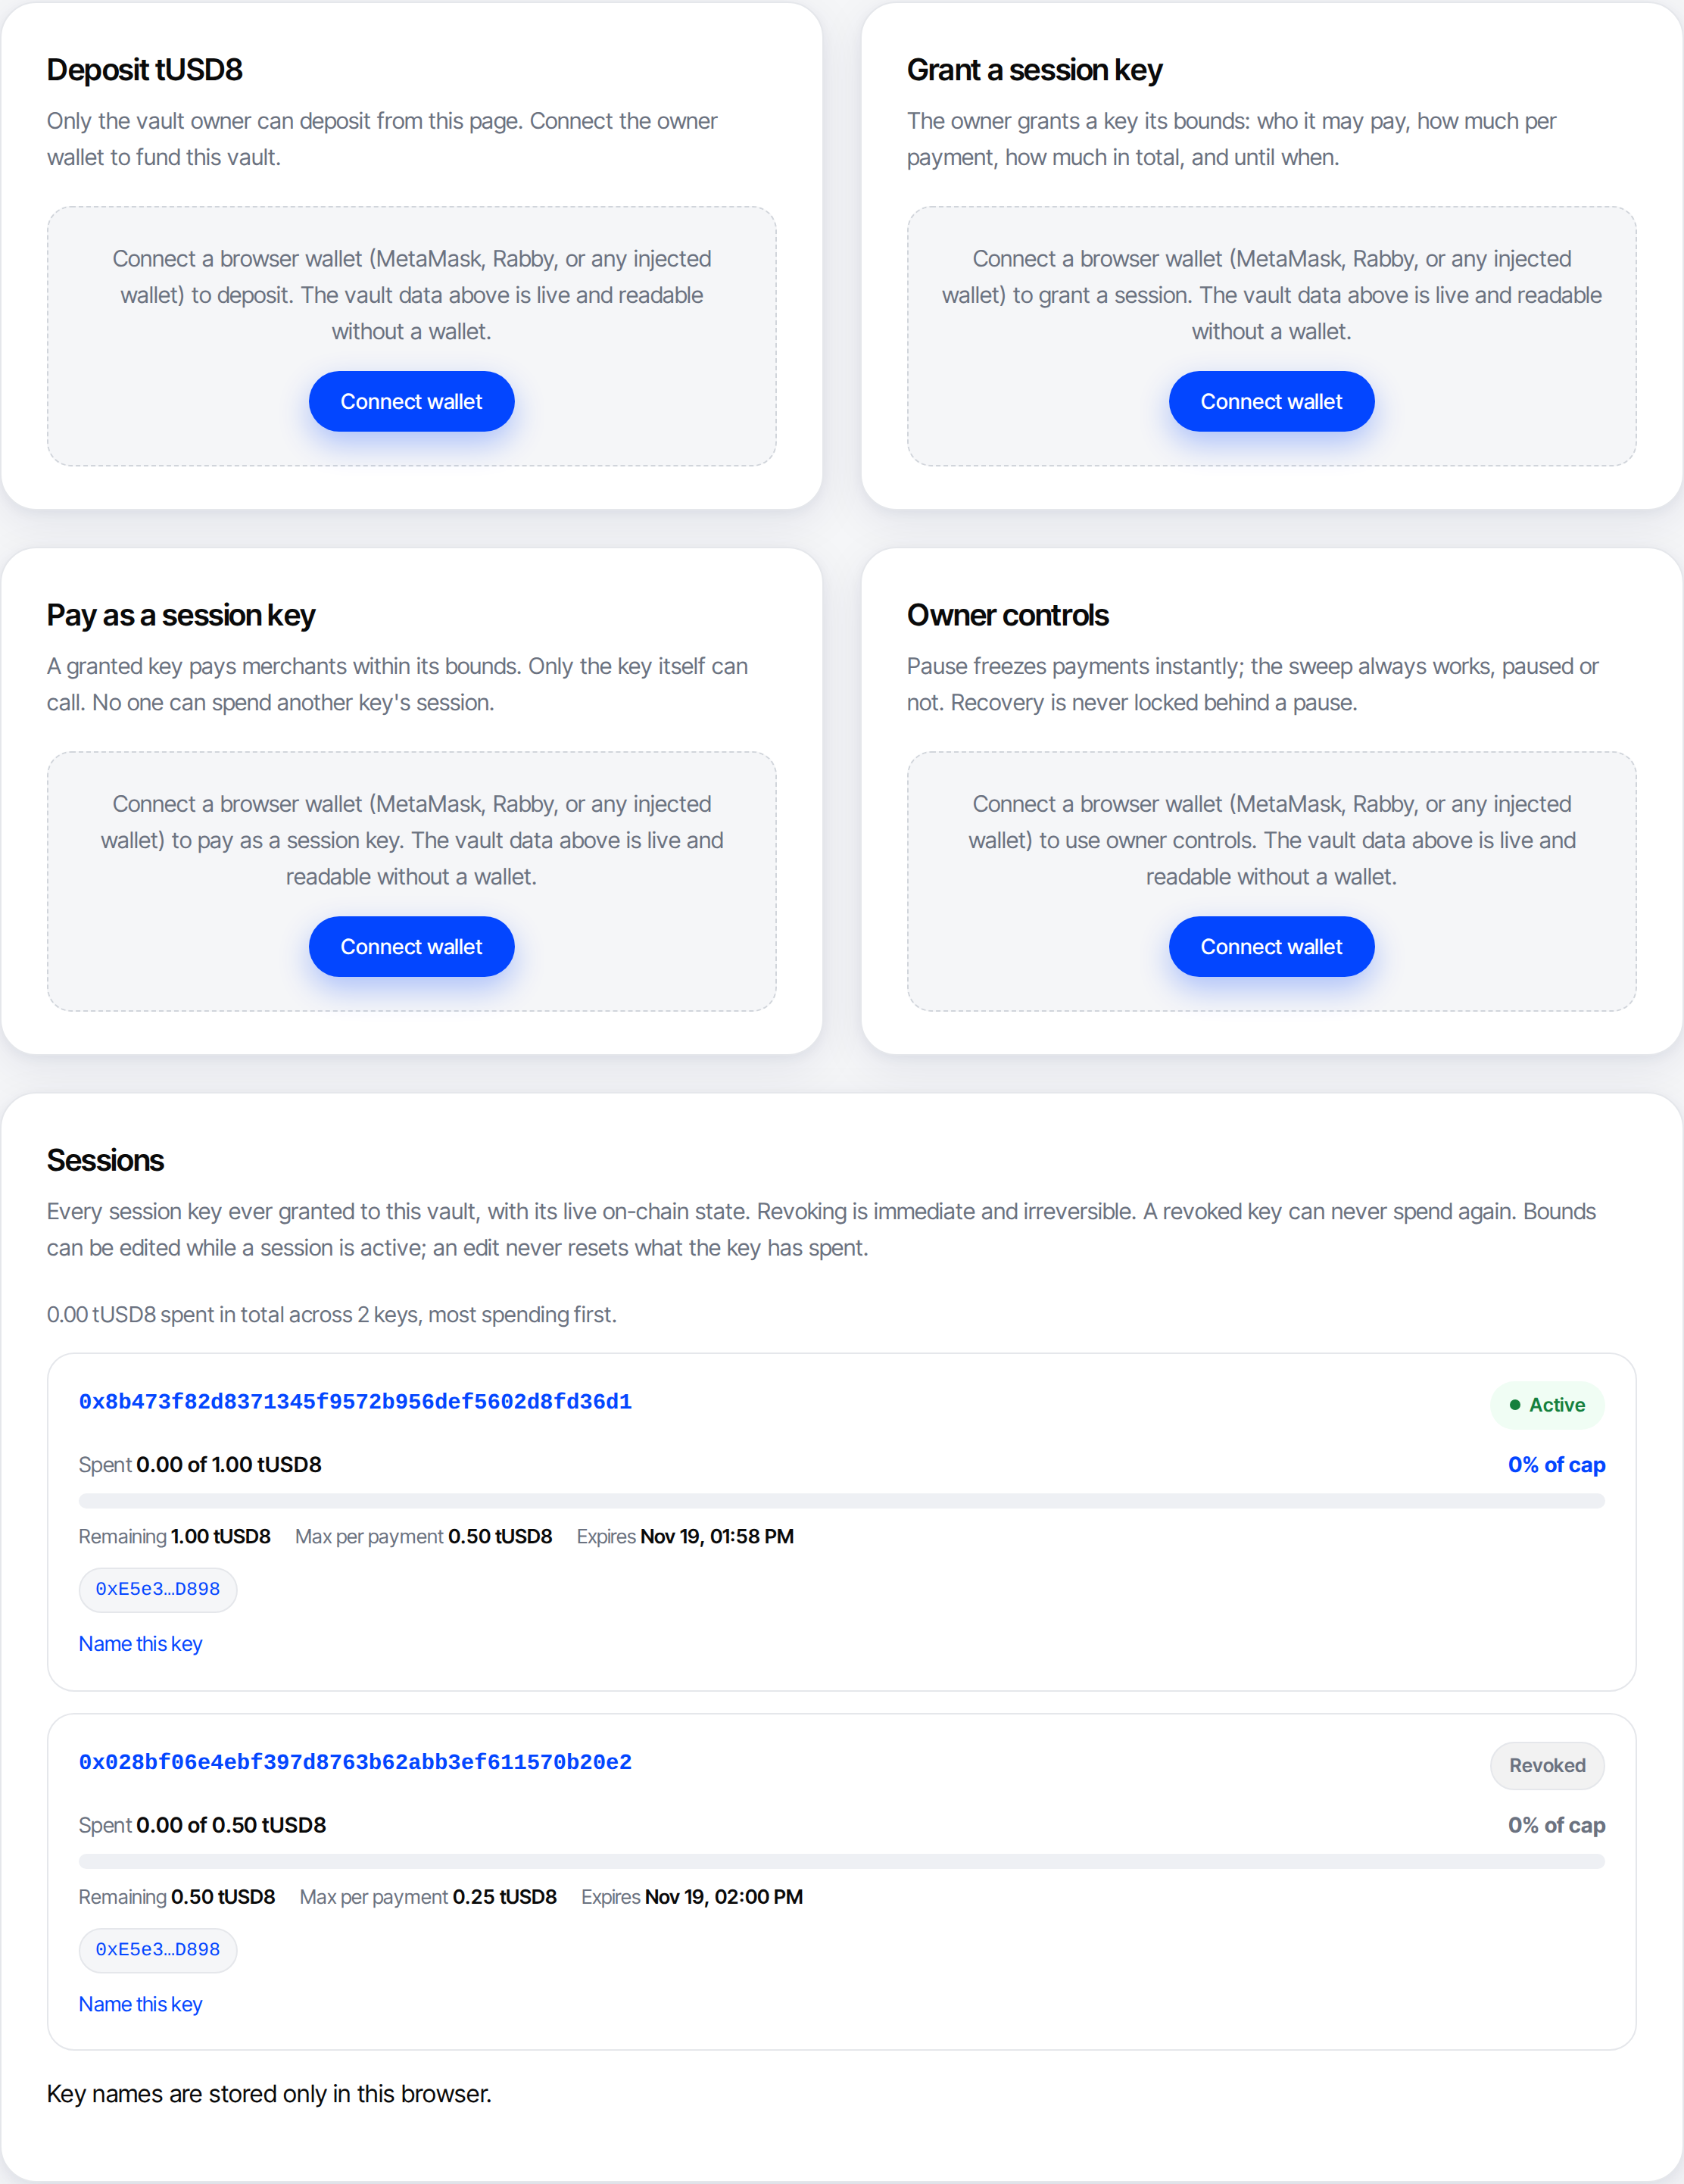 Deposit tUSD8
Only the vault owner can deposit from this page. Connect the owner
wallet to fund this vault.
Connect a browser wallet (MetaMask, Rabby, or any injected
wallet) to deposit. The vault data above is live and readable
without a wallet.
Connect wallet
Grant a session key
The owner grants a key its bounds: who it may pay, how much per
payment, how much in total, and until when.
Connect a browser wallet (MetaMask, Rabby, or any injected
wallet) to grant a session. The vault data above is live and readable
without a wallet.
Connect wallet
Pay as a session key
A granted key pays merchants within its bounds. Only the key itself can
call. No one can spend another key's session.
Connect a browser wallet (MetaMask, Rabby, or any injected
wallet) to pay as a session key. The vault data above is live and
readable without a wallet.
Connect wallet
Owner controls
Pause freezes payments instantly; the sweep always works, paused or
not. Recovery is never locked behind a pause.
Connect a browser wallet (MetaMask, Rabby, or any injected
wallet) to use owner controls. The vault data above is live and
readable without a wallet.
Connect wallet
Sessions
Every session key ever granted to this vault, with its live on-chain state. Revoking is immediate and irreversible. A revoked key can never spend again. Bounds
can be edited while a session is active; an edit never resets what the key has spent.
0.00 tUSD8 spent in total across 2 keys, most spending first.
0x8b473f82d8371345f9572b956def5602d8fd36d1
Active
Spent 0.00 of 1.00 tUSD8
0% of cap
Remaining 1.00 tUSD8 Max per payment 0.50 tUSD8 Expires Nov 19, 01:58 PM
0xE5e3…D898
Name this key
0x028bf06e4ebf397d8763b62abb3ef611570b20e2
Revoked
Spent 0.00 of 0.50 tUSD8
0% of cap
Remaining 0.50 tUSD8 Max per payment 0.25 tUSD8 Expires Nov 19, 02:00 PM
0xE5e3…D898
Name this key
Key names are stored only in this browser.